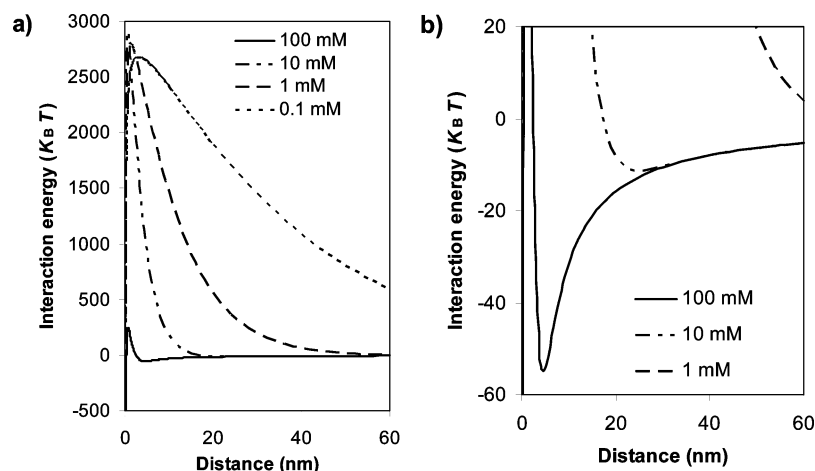 a)
Interaction energy (KB T)
3000
2500
2000
1500
1000
500
0
-500
0 20 40 60
Distance (nm)
100 mM
10 mM
1 mM
0.1 mM
b)
Interaction energy (KB T)
20
0
-20
-40
-60
0 20 40 60
Distance (nm)
100 mM
10 mM
1 mM